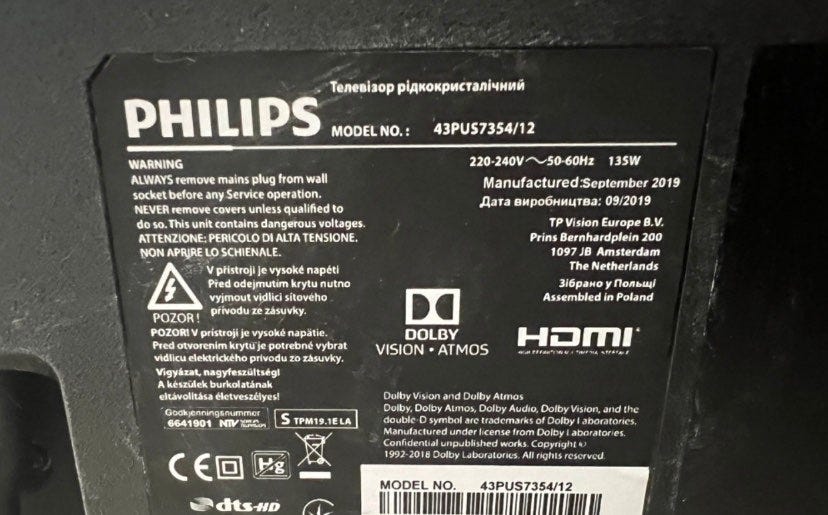 Телевізор рідкокристалічний
PHILIPS MODEL NO.: 43PUS7354/12
WARNING
ALWAYS remove mains plug from wall
socket before any Service operation.
NEVER remove covers unless qualified to
do so. This unit contains dangerous voltages.
ATTENZIONE: PERICOLO DI ALTA TENSIONE.
NON APRIRE LO SCHIENALE.
220-240V～50-60Hz 135W
Manufactured:September 2019
Дата виробництва: 09/2019
TP Vision Europe B.V.
Prins Bernhardplein 200
1097 JB Amsterdam
The Netherlands
Зібрано у Польщі
Assembled in Poland
V přístroji je vysoké napětí
Před odejmutím krytu nutno
vyjmout vidlici síťového
přívodu ze zásuvky.
POZOR!
POZOR! V prístroji je vysoké napätie.
Pred otvorením krytu je potrebné vybrat
vidlicu elektrického prívodu zo zásuvky.
Vigyázat, nagyfeszültség!
A készülék burkolatának
eltávolítása életveszélyes!
DOLBY
VISION • ATMOS
HDMI
Godkjenningsnummer
6641901 NTV
S TPM19.1E LA
Dolby Vision and Dolby Atmos
Dolby, Dolby Atmos, Dolby Audio, Dolby Vision, and the
double-D symbol are trademarks of Dolby Laboratories.
Manufactured under license from Dolby Laboratories.
Confidential unpublished works. Copyright ©
1992-2018 Dolby Laboratories. All rights reserved.
CE Hg
dts-HD
MODEL NO. 43PUS7354/12